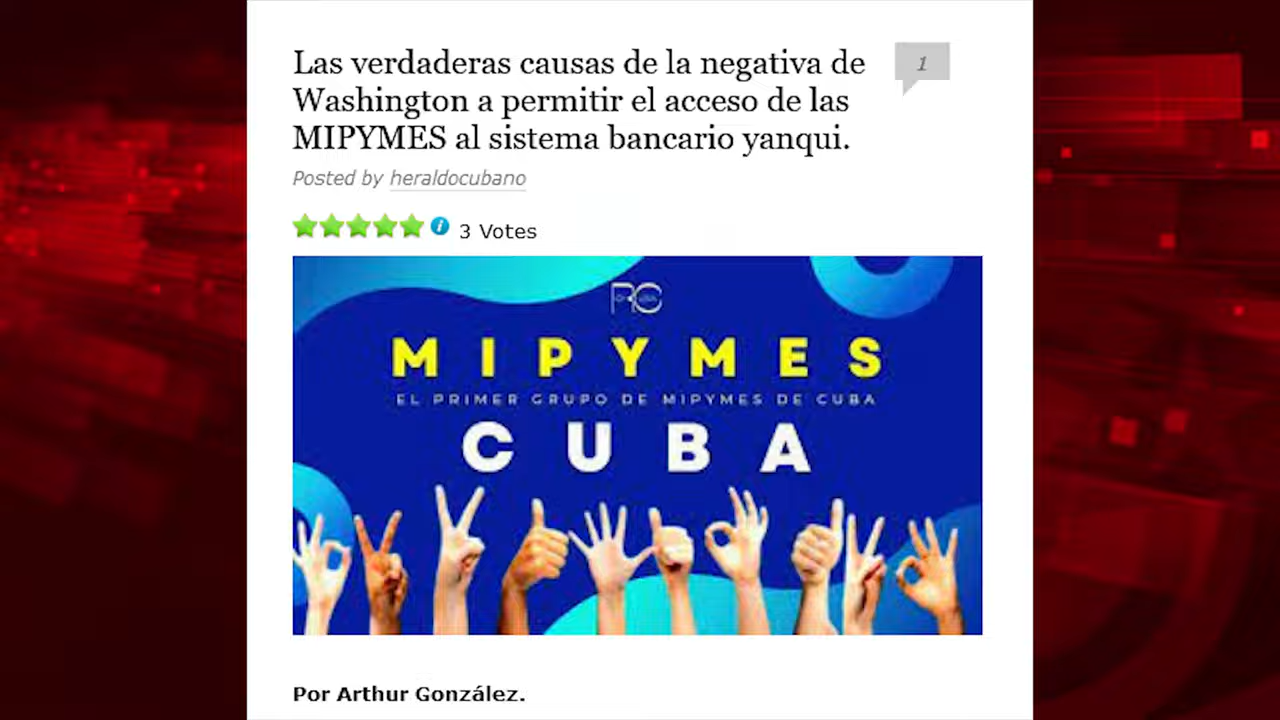 Las verdaderas causas de la negativa de
1
Washington a permitir el acceso de las
MIPYMES al sistema bancario yanqui.
Posted by heraldocubano
3 Votes
MIPYMES
EL PRIMER GRUPO DE MIPYMES DE CUBA
CUBA
Por Arthur González.